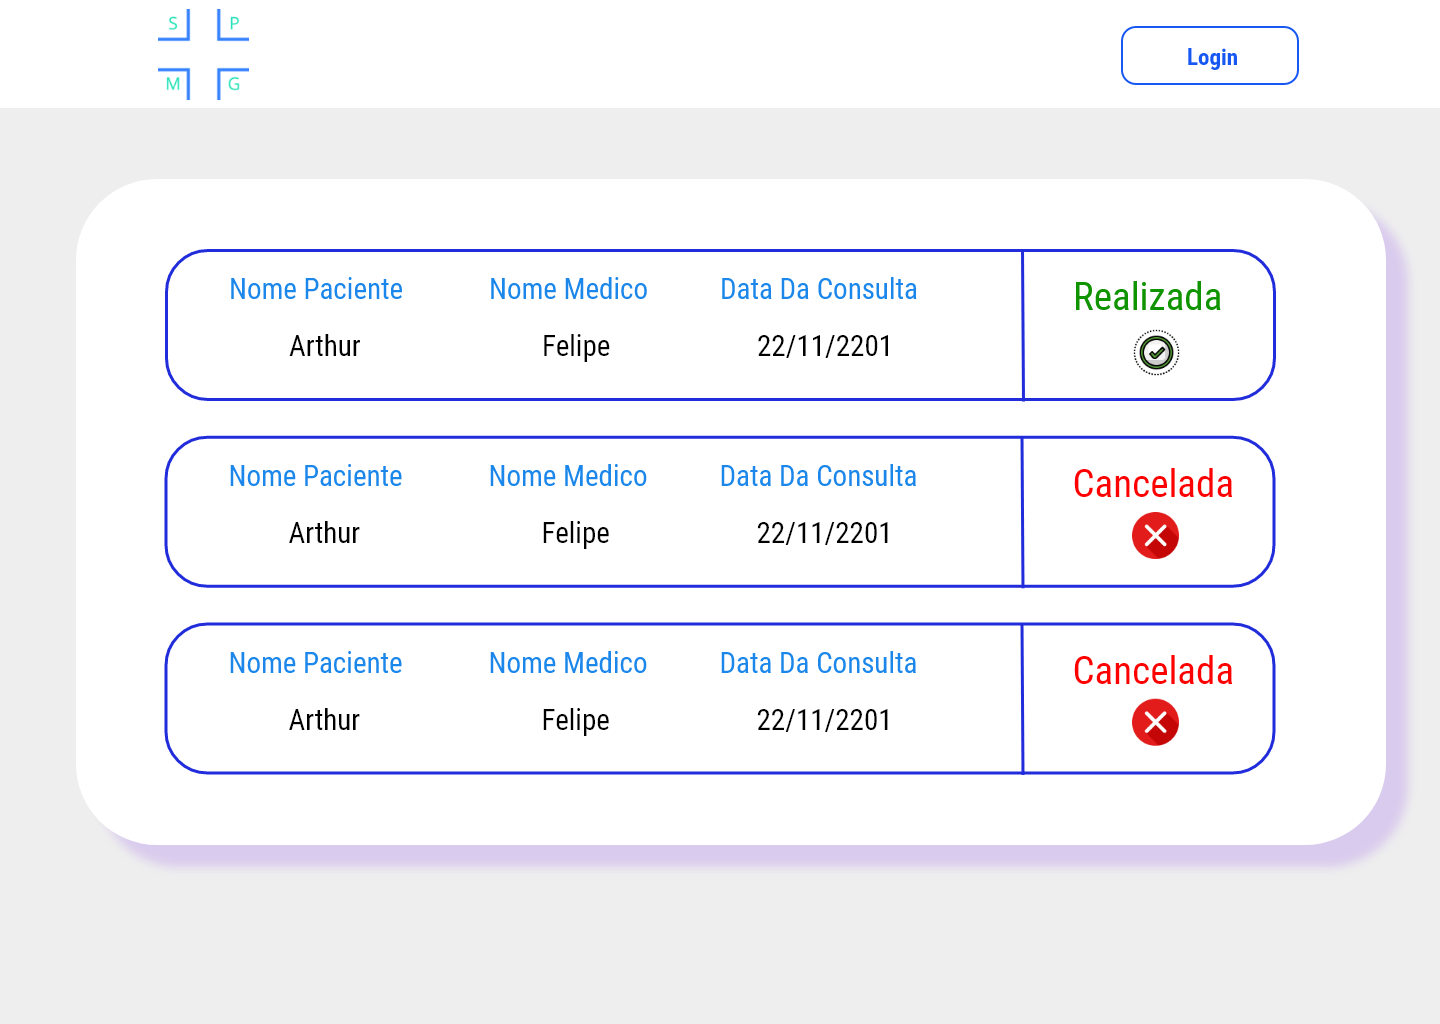 S P
M G
Login
Nome Paciente Nome Medico Data Da Consulta Realizada
Arthur Felipe 22/11/2201
Nome Paciente Nome Medico Data Da Consulta Cancelada
Arthur Felipe 22/11/2201
Nome Paciente Nome Medico Data Da Consulta Cancelada
Arthur Felipe 22/11/2201